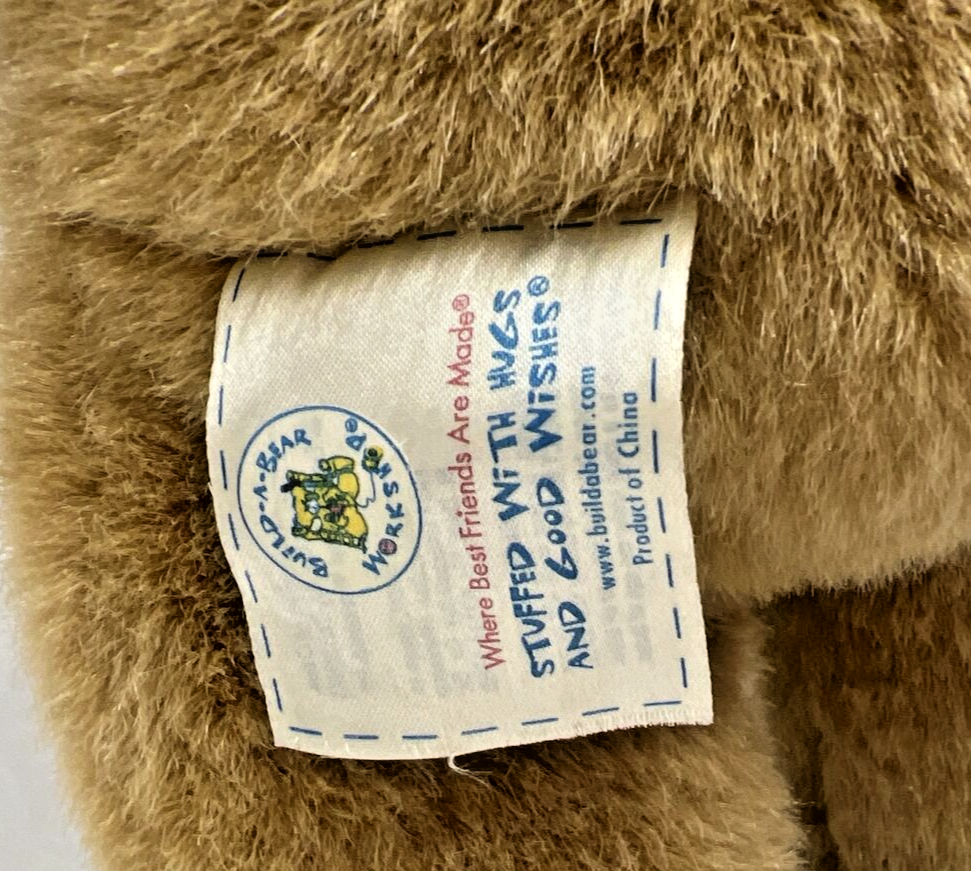 BUILD-A-BEAR
WORKSHOP®
Where Best Friends Are Made®
STUFFED WiTH HUGS
AND GOOD WiSHES®
www.buildabear.com
Product of China